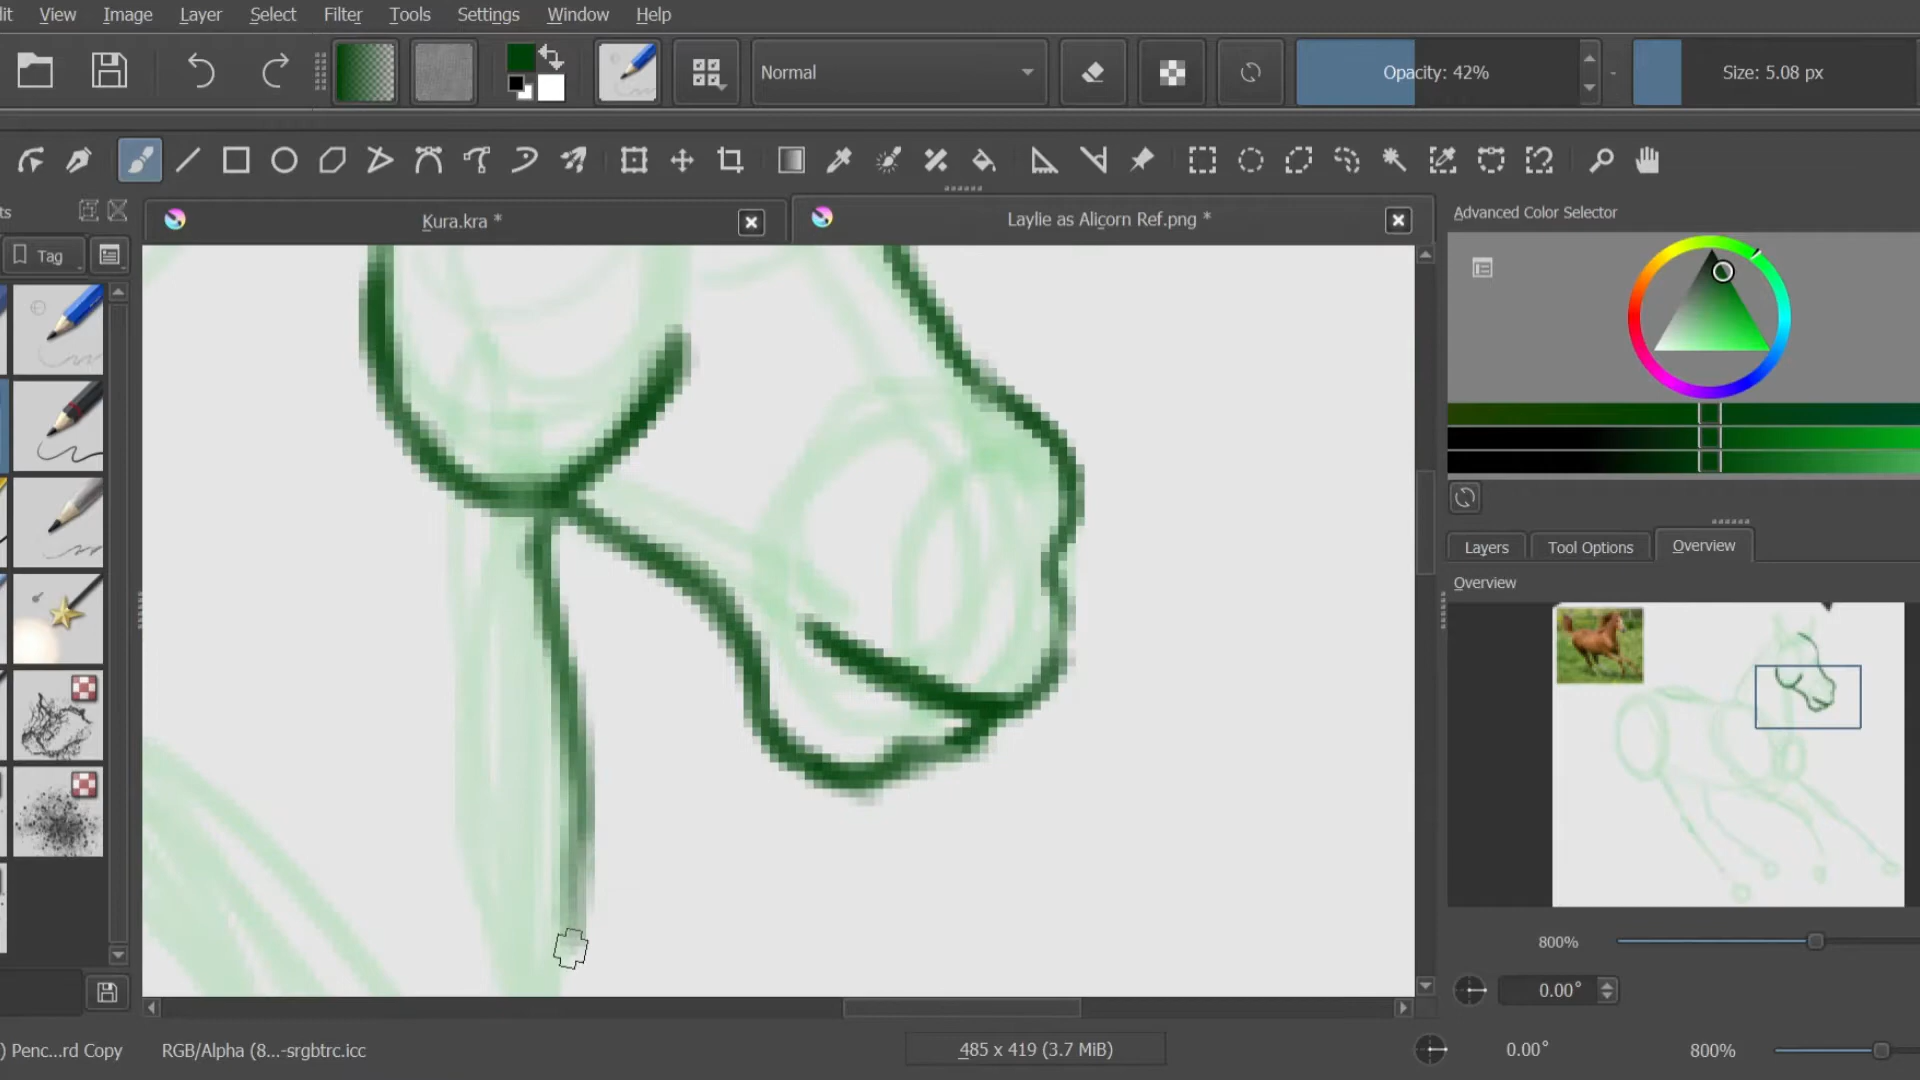 it View Image Layer Select Filter Tools Settings Window Help
Normal Opacity: 42% Size: 5.08 px
ts Kura.kra * Laylie as Alicorn Ref.png * Advanced Color Selector
Tag
Layers Tool Options Overview
Overview
800%
0.00°
) Penc...rd Copy RGB/Alpha (8...-srgbtrc.icc 485 x 419 (3.7 MiB) 0.00° 800%